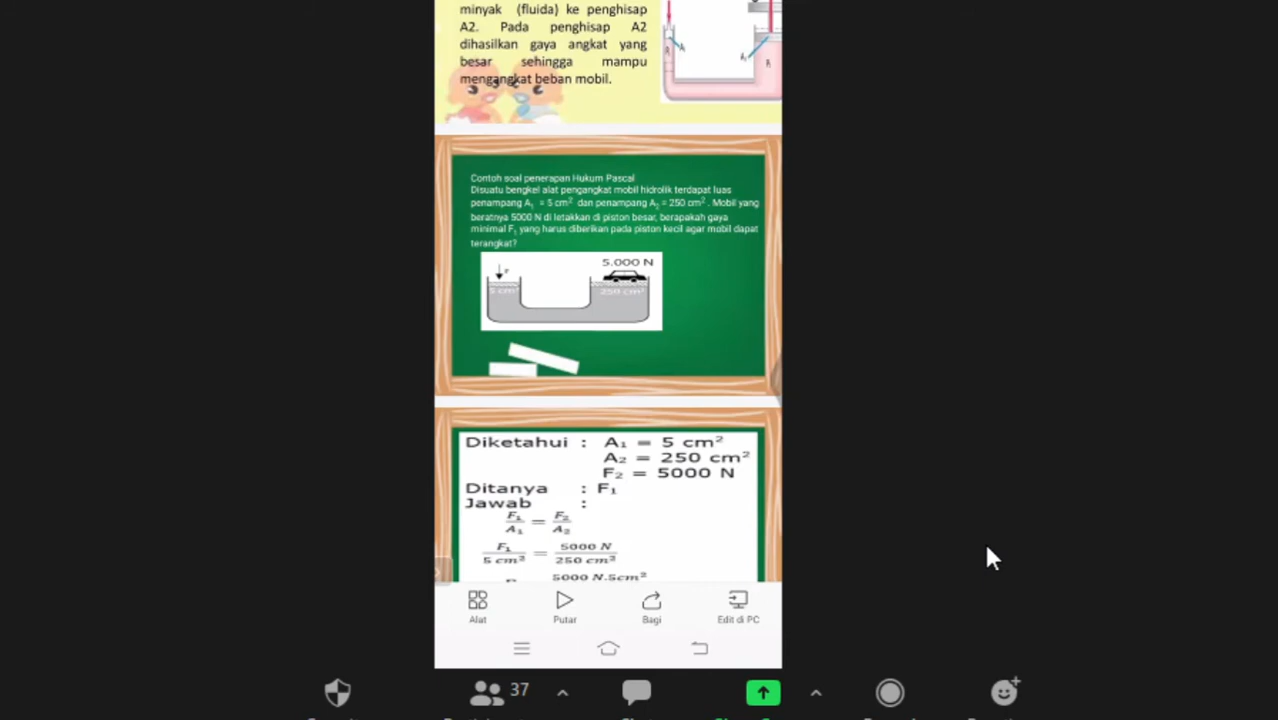 minyak (fluida) ke penghisap
A2. Pada penghisap A2
dihasilkan gaya angkat yang
besar sehingga mampu
mengangkat beban mobil.
Contoh soal penerapan Hukum Pascal
Disuatu bengkel alat pengangkat mobil hidrolik terdapat luas
penampang A₁ = 5 cm² dan penampang A₂ = 250 cm² . Mobil yang
beratnya 5000 N di letakkan di piston besar, berapakah gaya
minimal F₁ yang harus diberikan pada piston kecil agar mobil dapat
terangkat?
5.000 N
F
5 cm²
250 cm²
Diketahui : A₁ = 5 cm²
A₂ = 250 cm²
F₂ = 5000 N
Ditanya : F₁
Jawab :
F₁/A₁ = F₂/A₂
F₁/5 cm² = 5000 N/250 cm²
5000 N.5cm²
Alat
Putar
Bagi
Edit di PC
37